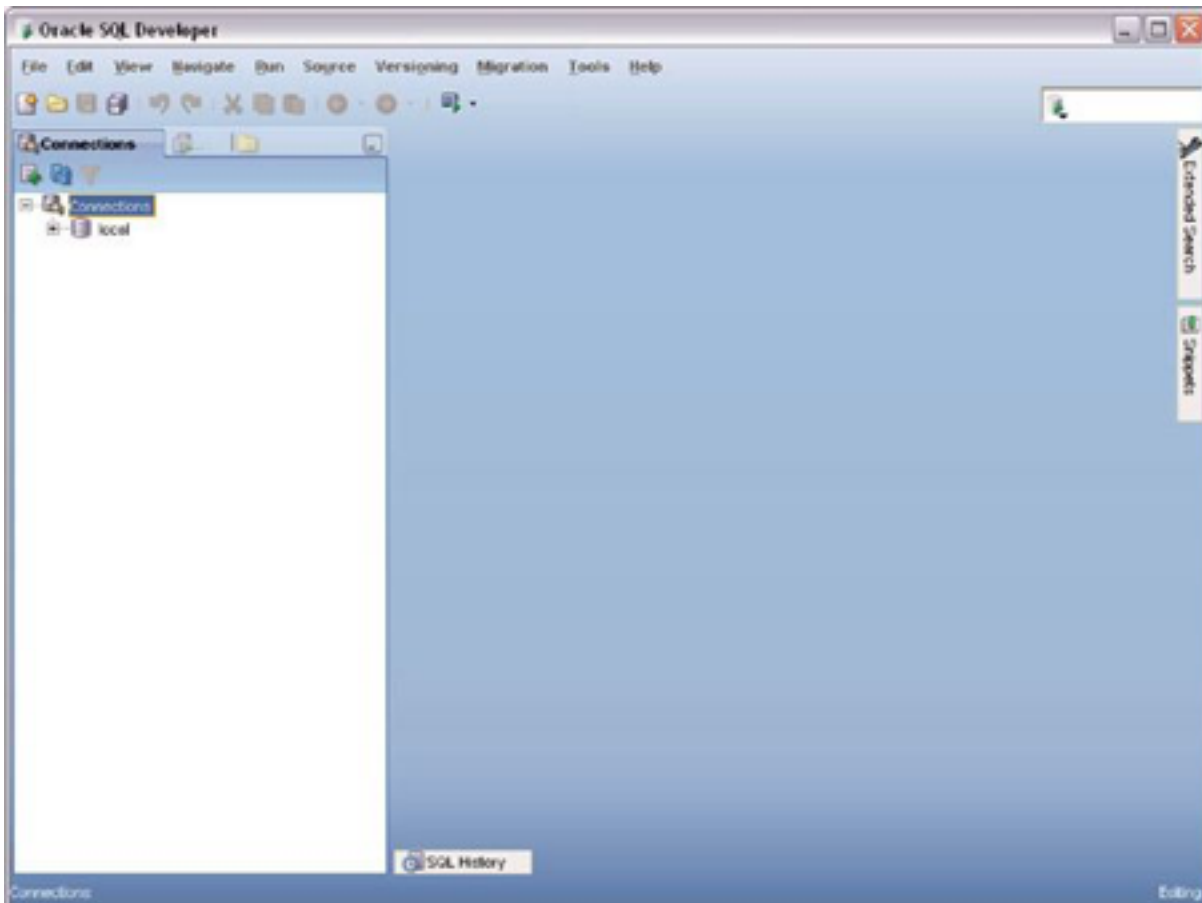 Oracle SQL Developer
File Edit View Navigate Run Source Versioning Migration Tools Help
Connections
Connections
local
Extended Search
Snippets
SQL History
Connections
Editing